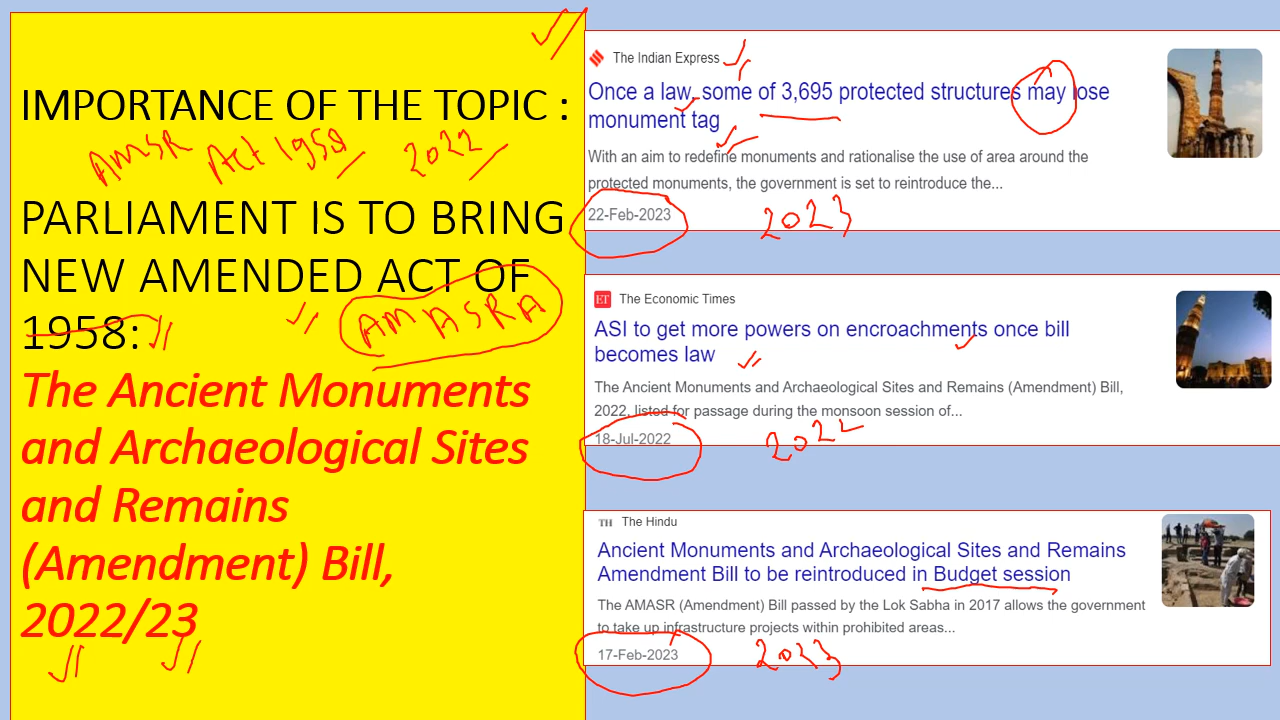 IMPORTANCE OF THE TOPIC :
AMSR Act 1958 2022
PARLIAMENT IS TO BRING
NEW AMENDED ACT OF
1958:
AMASRA
The Ancient Monuments
and Archaeological Sites
and Remains
(Amendment) Bill,
2022/23
The Indian Express
Once a law, some of 3,695 protected structures may lose
monument tag
With an aim to redefine monuments and rationalise the use of area around the
protected monuments, the government is set to reintroduce the...
22-Feb-2023
2023
ET The Economic Times
ASI to get more powers on encroachments once bill
becomes law
The Ancient Monuments and Archaeological Sites and Remains (Amendment) Bill,
2022, listed for passage during the monsoon session of...
18-Jul-2022
2022
TH The Hindu
Ancient Monuments and Archaeological Sites and Remains
Amendment Bill to be reintroduced in Budget session
The AMASR (Amendment) Bill passed by the Lok Sabha in 2017 allows the government
to take up infrastructure projects within prohibited areas...
17-Feb-2023
2023